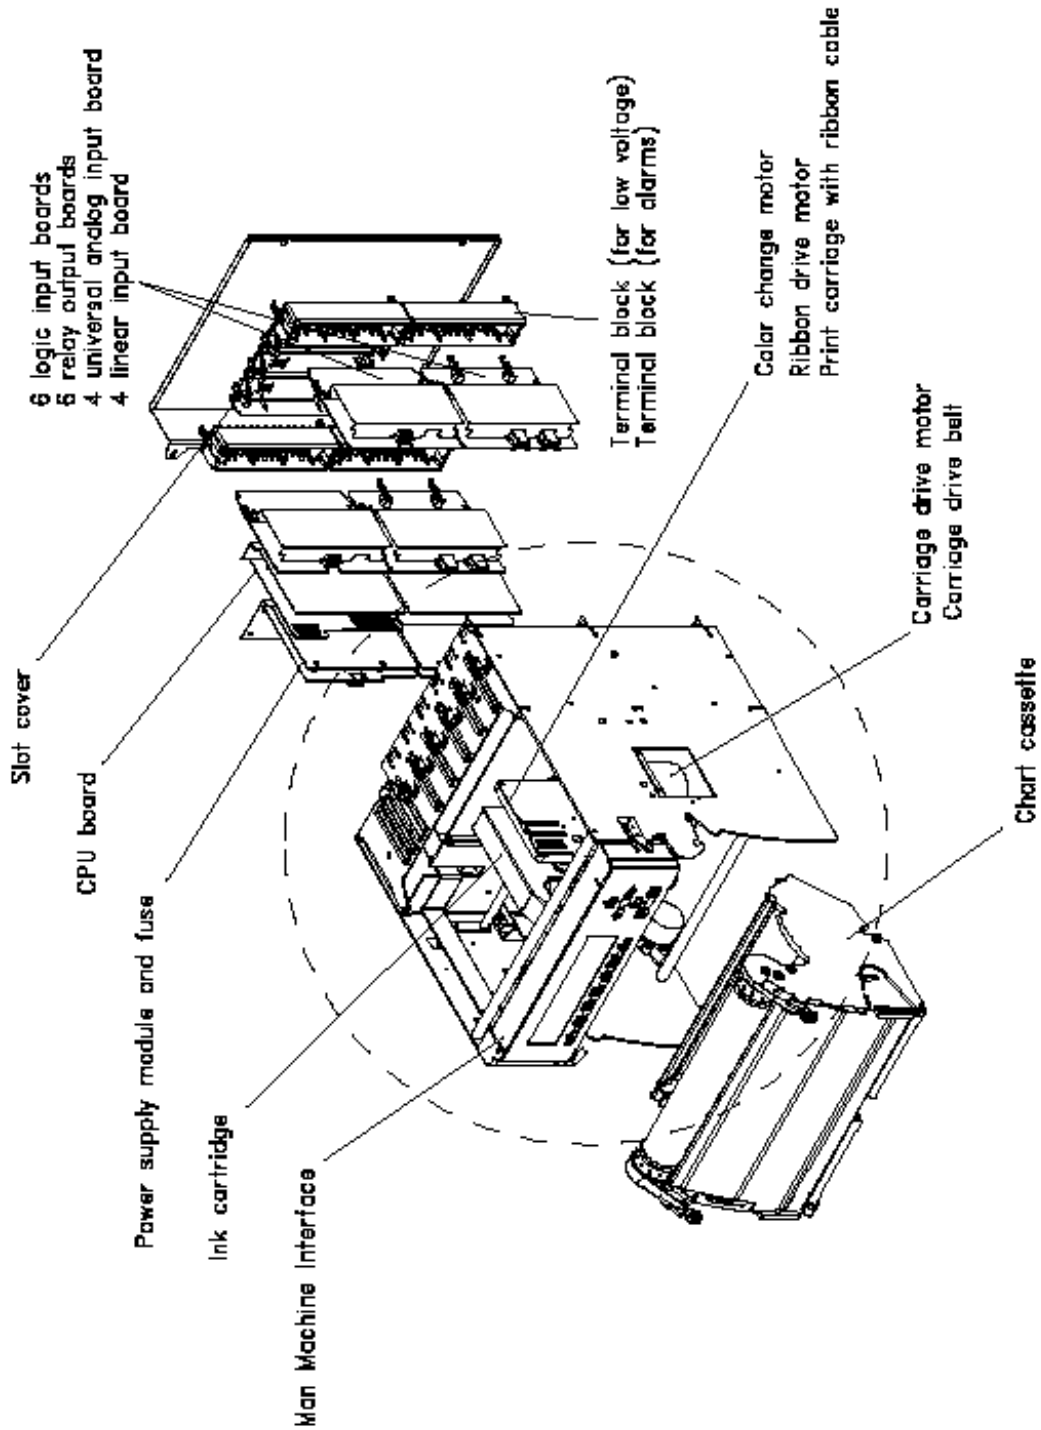 6 logic input boards
6 relay output boards
4 universal analog input board
4 linear input board
Slot cover
CPU board
Power supply module and fuse
Ink cartridge
Man Machine Interface
Terminal block (for low voltage)
Terminal block (for alarms)
Color change motor
Ribbon drive motor
Print carriage with ribbon cable
Carriage drive motor
Carriage drive belt
Chart cassette